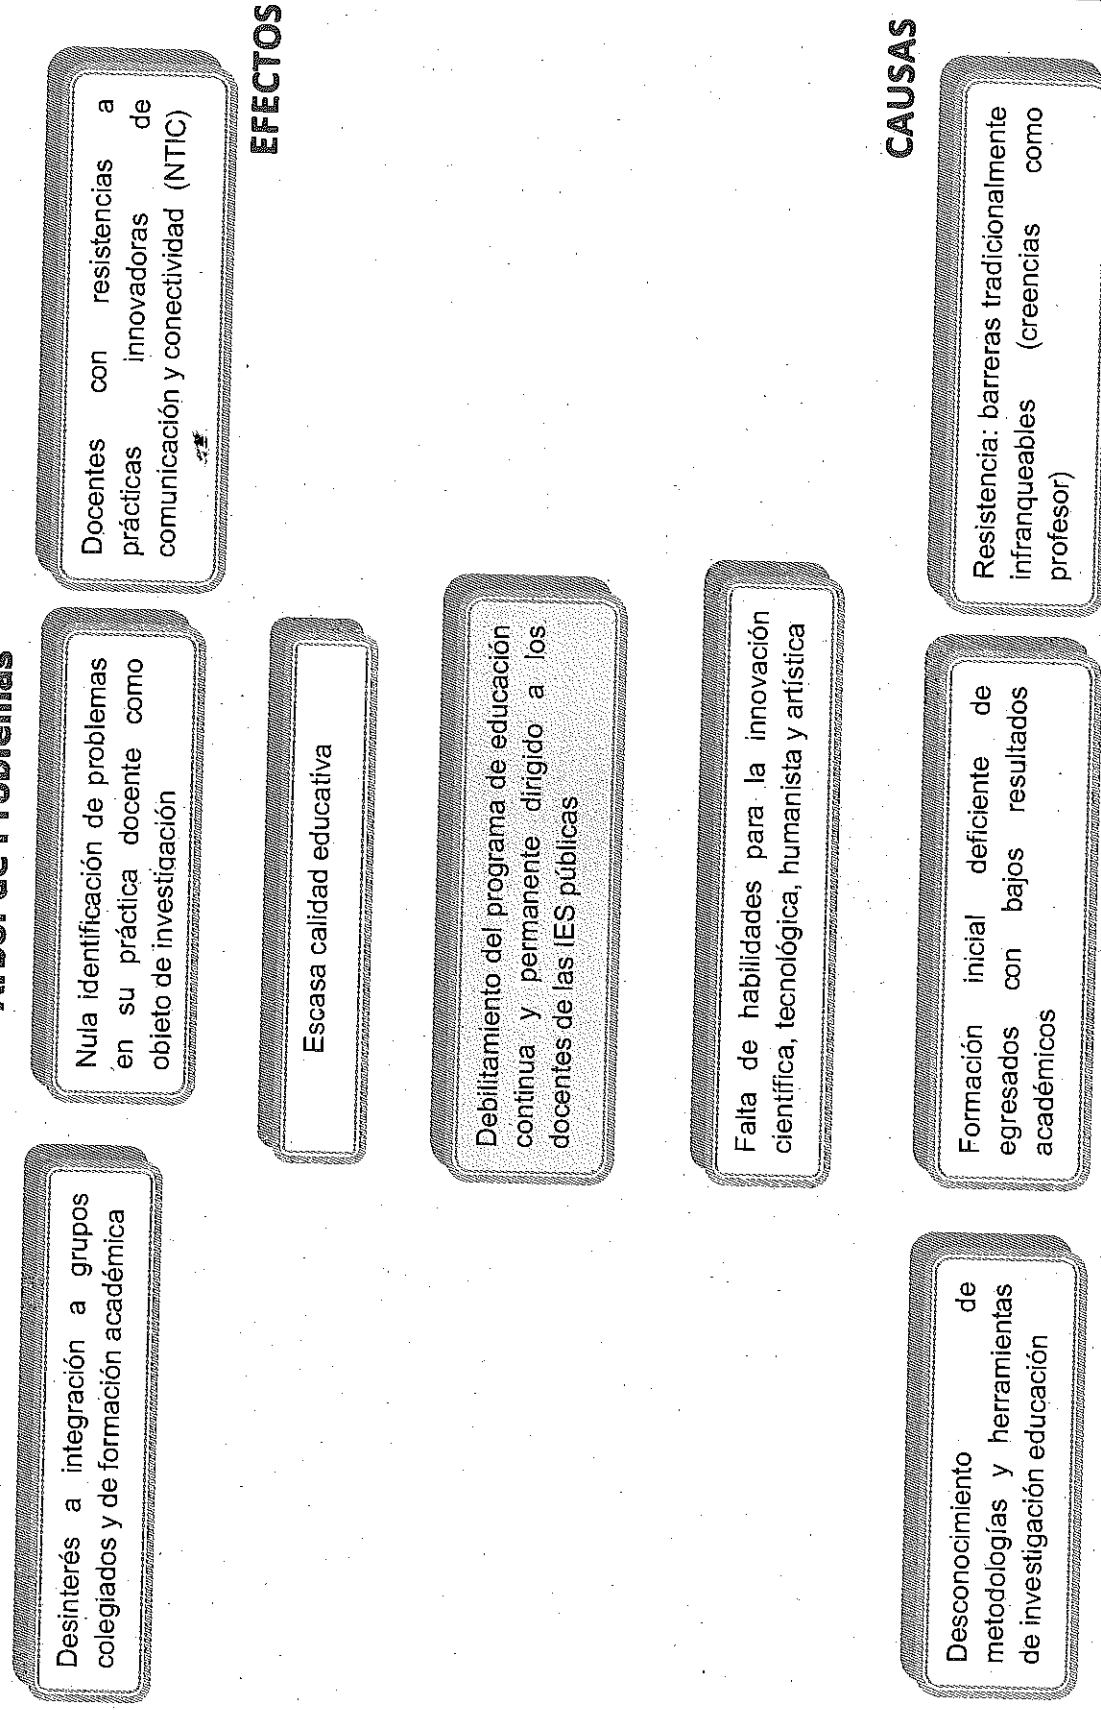 Árbol de Problemas
Desinterés a integración a grupos
colegiados y de formación académica
Nula identificación de problemas
en su práctica docente como
objeto de investigación
Docentes con resistencias a
prácticas innovadoras de
comunicación y conectividad (NTIC)
EFECTOS
Escasa calidad educativa
Debilitamiento del programa de educación
continua y permanente dirigido a los
docentes de las IES públicas
Falta de habilidades para la innovación
científica, tecnológica, humanista y artística
CAUSAS
Desconocimiento de
metodologías y herramientas
de investigación educación
Formación inicial deficiente de
egresados con bajos resultados
académicos
Resistencia: barreras tradicionalmente
infranqueables (creencias como
profesor)